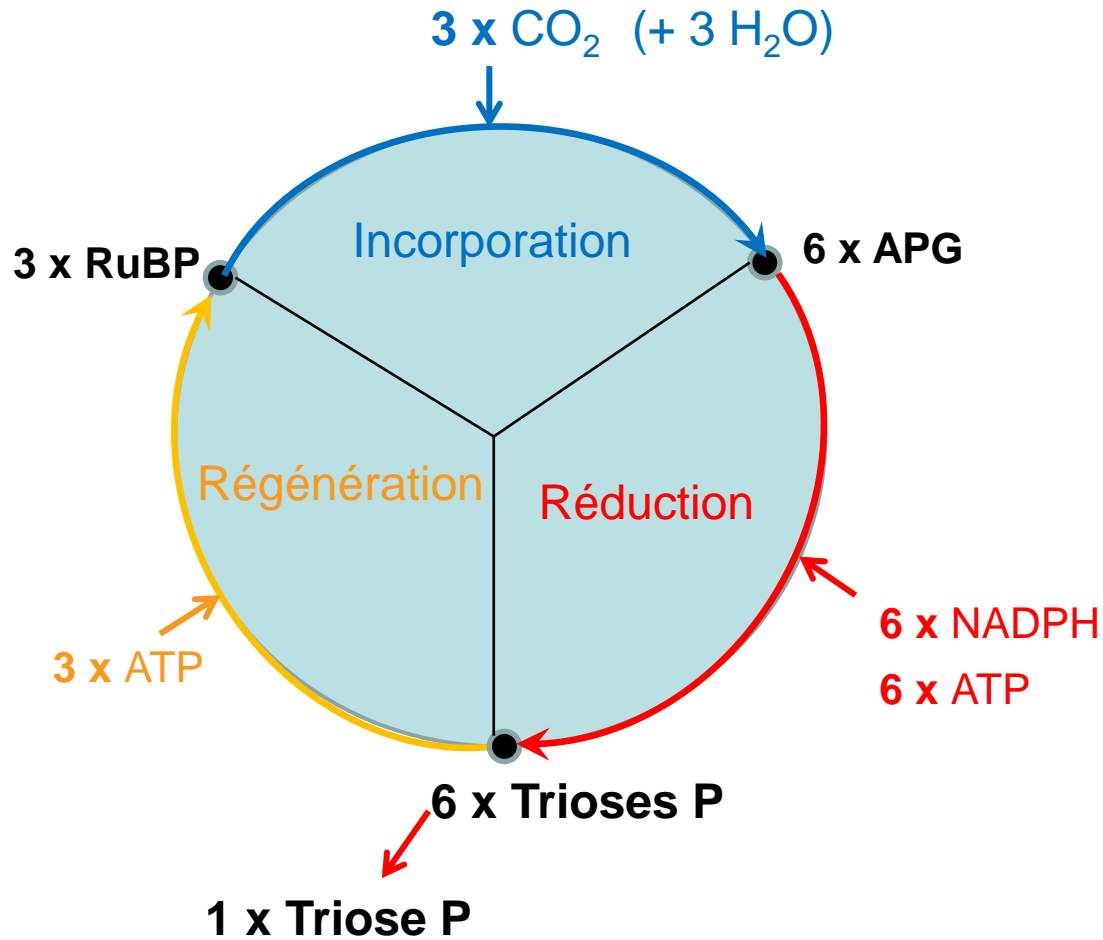 3 x CO₂ (+ 3 H₂O)
Incorporation
3 x RuBP
6 x APG
Régénération
Réduction
3 x ATP
6 x NADPH
6 x ATP
6 x Trioses P
1 x Triose P